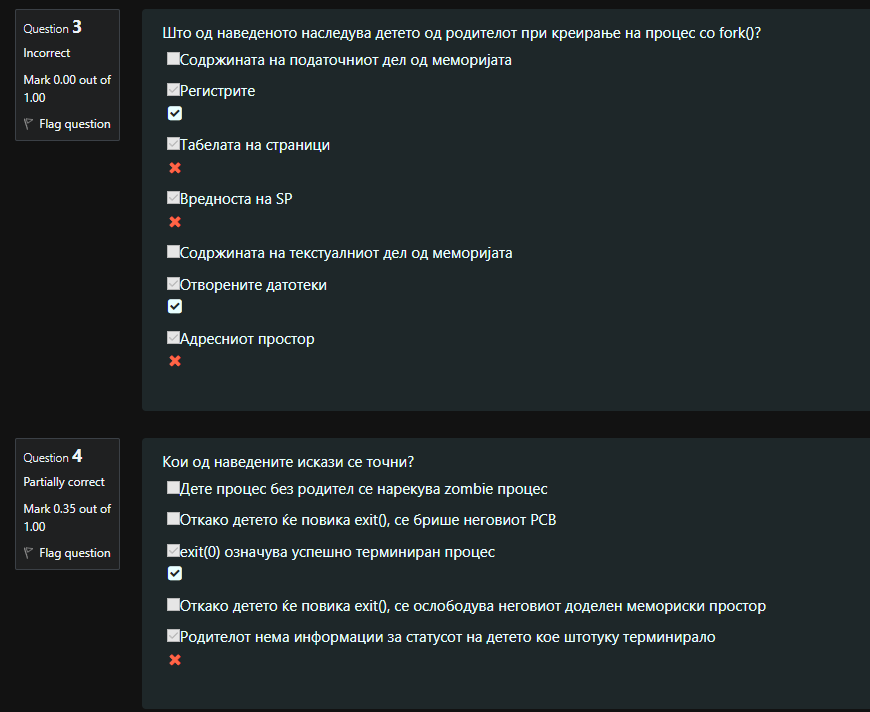 Question 3
Incorrect
Mark 0.00 out of
1.00
Flag question
Што од наведеното наследува детето од родителот при креирање на процес со fork()?
Содржината на податочниот дел од меморијата
Регистрите
Табелата на страници
Вредноста на SP
Содржината на текстуалниот дел од меморијата
Отворените датотеки
Адресниот простор
Question 4
Partially correct
Mark 0.35 out of
1.00
Flag question
Кои од наведените искази се точни?
Дете процес без родител се нарекува zombie процес
Откако детето ќе повика exit(), се брише неговиот PCB
exit(0) означува успешно терминиран процес
Откако детето ќе повика exit(), се ослободува неговиот доделен мемориски простор
Родителот нема информации за статусот на детето кое штотуку терминирало